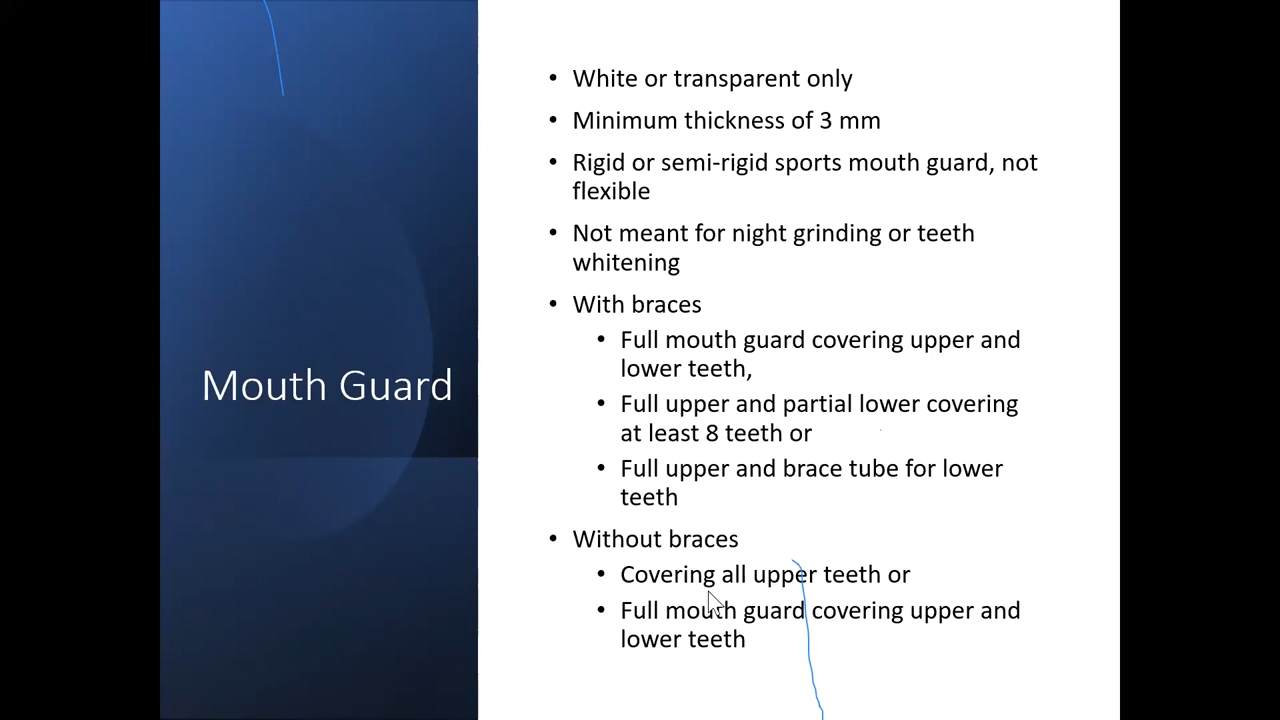 Mouth Guard
• White or transparent only
• Minimum thickness of 3 mm
• Rigid or semi-rigid sports mouth guard, not
flexible
• Not meant for night grinding or teeth
whitening
• With braces
• Full mouth guard covering upper and
lower teeth,
• Full upper and partial lower covering
at least 8 teeth or
• Full upper and brace tube for lower
teeth
• Without braces
• Covering all upper teeth or
• Full mouth guard covering upper and
lower teeth